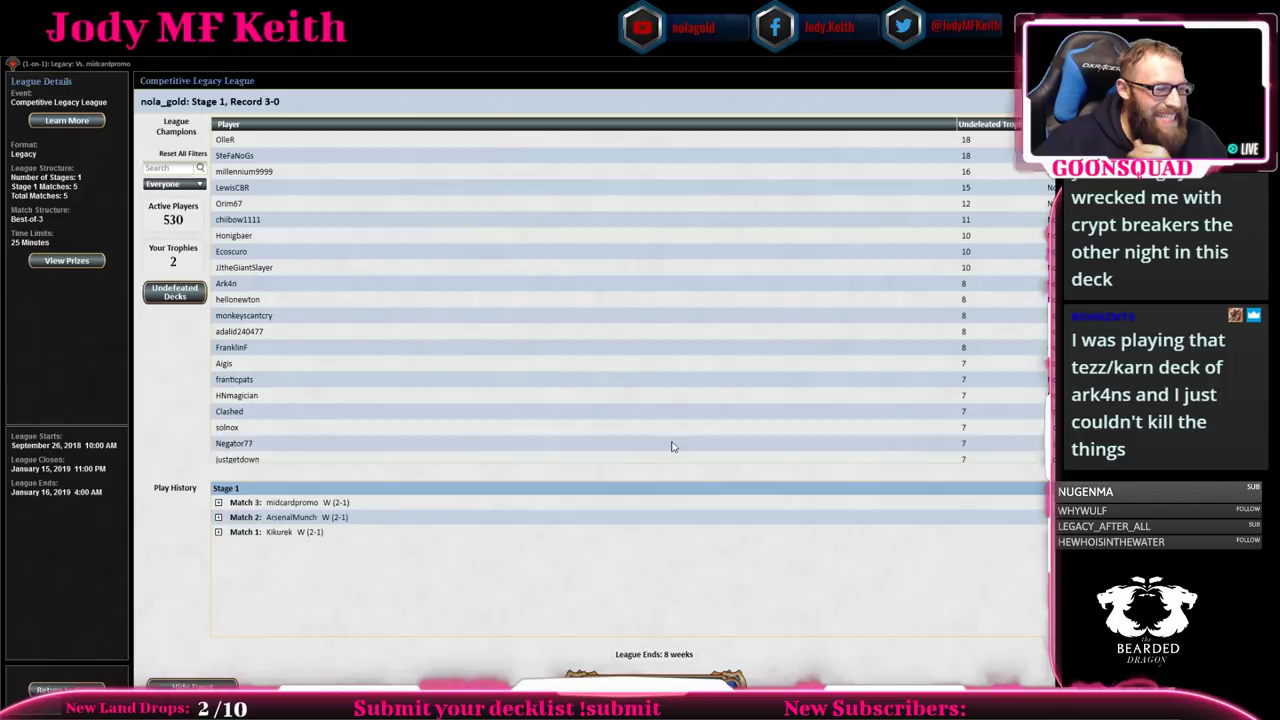 Jody MF Keith
nolagold
Jody.Keith
@JodyMFKeith
(1-on-1): Legacy: Vs. midcardpromo
League Details
Event:
Competitive Legacy League
Learn More
Format:
Legacy
League Structure:
Number of Stages: 1
Stage 1 Matches: 5
Total Matches: 5
Match Structure:
Best-of-3
Time Limits:
25 Minutes
View Prizes
League Starts:
September 26, 2018 10:00 AM
League Closes:
January 15, 2019 11:00 PM
League Ends:
January 16, 2019 4:00 AM
Competitive Legacy League
nola_gold: Stage 1, Record 3-0
League
Champions
Reset All Filters
Search
Everyone
Active Players
530
Your Trophies
2
Undefeated
Decks
Player Undefeated
OlleR 18
SteFaNoGs 18
millennium9999 16
LewisCBR 15
Orim67 12
chiibow1111 11
Honigbaer 10
Ecoscuro 10
JJtheGiantSlayer 10
Ark4n 8
hellonewton 8
monkeyscantcry 8
adalid240477 8
FranklinF 8
Aigis 7
franticpats 7
HNmagician 7
Clashed 7
solnox 7
Negator77 7
justgetdown 7
Play History
Stage 1
Match 3: midcardpromo W (2-1)
Match 2: ArsenalMunch W (2-1)
Match 1: Kikurek W (2-1)
League Ends: 8 weeks
DXRACER
LIVE
GOONSQUAD
wrecked me with
crypt breakers the
other night in this
deck
I was playing that
tezz/karn deck of
ark4ns and I just
couldn't kill the
things
NUGENMA SUB
WHYWULF FOLLOW
LEGACY_AFTER_ALL SUB
HEWHOISINTHEWATER FOLLOW
the
BEARDED
DRAGON
New Land Drops: 2/10
Submit your decklist !submit
New Subscribers: